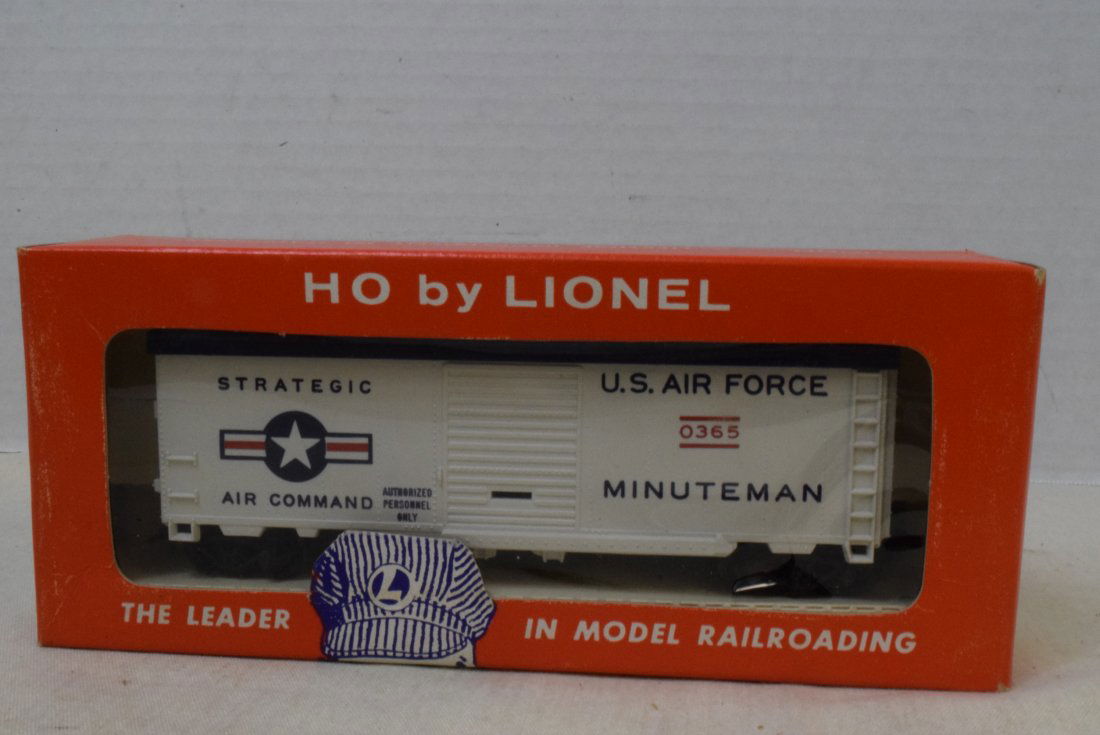 HO by LIONEL
STRATEGIC
AIR COMMAND
AUTHORIZED
PERSONNEL
ONLY
U.S. AIR FORCE
0365
MINUTEMAN
L
THE LEADER
IN MODEL RAILROADING